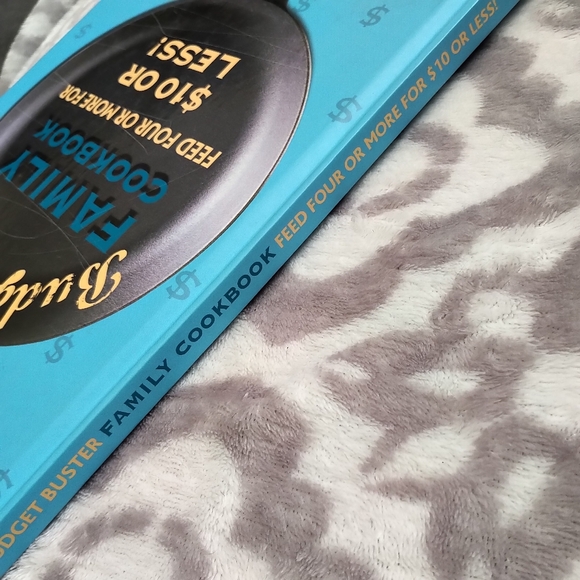 Budg
FAMILY
COOKBOOK
FEED FOUR OR MORE FOR
$10 OR
LESS!
UDGET BUSTER FAMILY COOKBOOK FEED FOUR OR MORE FOR $10 OR LESS!
$
$
$
$
$